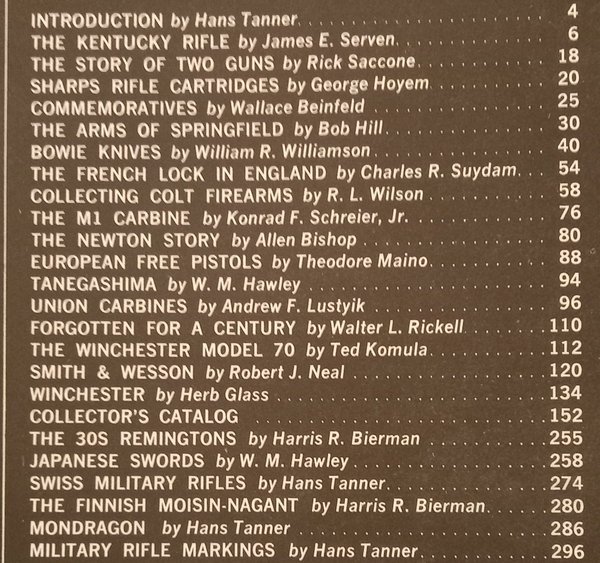 INTRODUCTION by Hans Tanner 4
THE KENTUCKY RIFLE by James E. Serven 6
THE STORY OF TWO GUNS by Rick Saccone 18
SHARPS RIFLE CARTRIDGES by George Hoyem 20
COMMEMORATIVES by Wallace Beinfeld 25
THE ARMS OF SPRINGFIELD by Bob Hill 30
BOWIE KNIVES by William R. Williamson 40
THE FRENCH LOCK IN ENGLAND by Charles R. Suydam 54
COLLECTING COLT FIREARMS by R. L. Wilson 58
THE M1 CARBINE by Konrad F. Schreier, Jr. 76
THE NEWTON STORY by Allen Bishop 80
EUROPEAN FREE PISTOLS by Theodore Maino 88
TANEGASHIMA by W. M. Hawley 94
UNION CARBINES by Andrew F. Lustyik 96
FORGOTTEN FOR A CENTURY by Walter L. Rickell 110
THE WINCHESTER MODEL 70 by Ted Komula 112
SMITH & WESSON by Robert J. Neal 120
WINCHESTER by Herb Glass 134
COLLECTOR'S CATALOG 152
THE 30S REMINGTONS by Harris R. Bierman 255
JAPANESE SWORDS by W. M. Hawley 258
SWISS MILITARY RIFLES by Hans Tanner 274
THE FINNISH MOISIN-NAGANT by Harris R. Bierman 280
MONDRAGON by Hans Tanner 286
MILITARY RIFLE MARKINGS by Hans Tanner 296